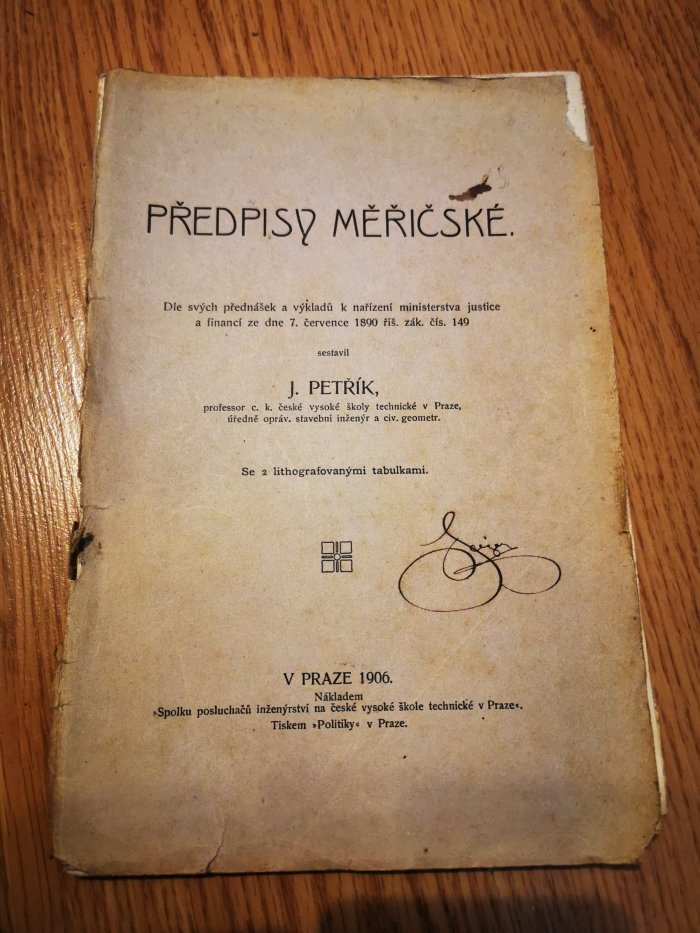 PŘEDPISY MĚŘIČSKÉ.
Dle svých přednášek a výkladů k nařízení ministerstva justice
a financí ze dne 7. července 1890 říš. zák. čís. 149
sestavil
J. PETŘÍK,
professor c. k. české vysoké školy technické v Praze,
úředně opráv. stavební inženýr a civ. geometr.
Se 2 lithografovanými tabulkami.
V PRAZE 1906.
Nákladem
»Spolku posluchačů inženýrství na české vysoké škole technické v Praze«.
Tiskem »Politiky« v Praze.